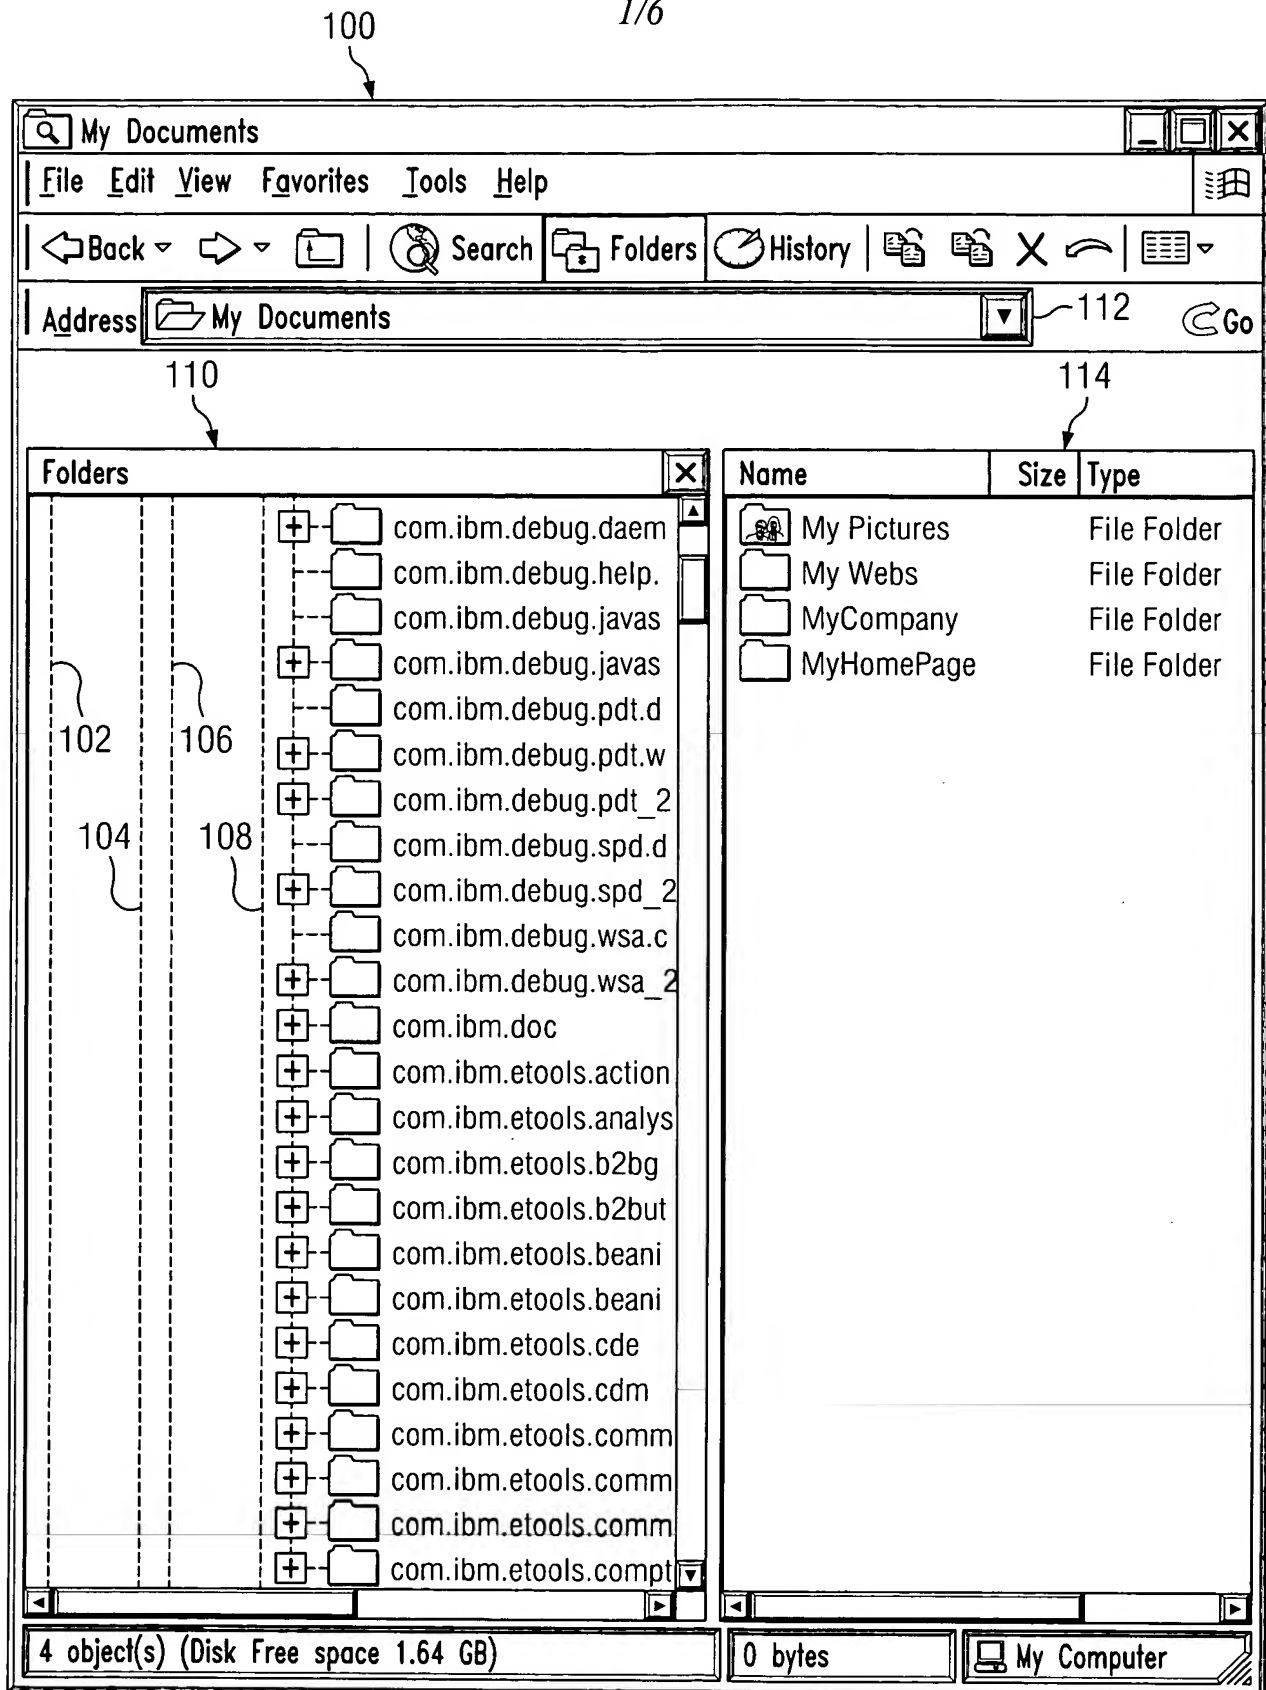 1/6
100
My Documents
File Edit View Favorites Tools Help
Back Search Folders History
Address My Documents 112 Go
110 114
Folders
Name Size Type
com.ibm.debug.daem
com.ibm.debug.help.
com.ibm.debug.javas
com.ibm.debug.javas
com.ibm.debug.pdt.d
com.ibm.debug.pdt.w
com.ibm.debug.pdt_2
com.ibm.debug.spd.d
com.ibm.debug.spd_2
com.ibm.debug.wsa.c
com.ibm.debug.wsa_2
com.ibm.doc
com.ibm.etools.action
com.ibm.etools.analys
com.ibm.etools.b2bg
com.ibm.etools.b2but
com.ibm.etools.beani
com.ibm.etools.beani
com.ibm.etools.cde
com.ibm.etools.cdm
com.ibm.etools.comm
com.ibm.etools.comm
com.ibm.etools.comm
com.ibm.etools.compt
102 106
104 108
My Pictures File Folder
My Webs File Folder
MyCompany File Folder
MyHomePage File Folder
4 object(s) (Disk Free space 1.64 GB)
0 bytes
My Computer